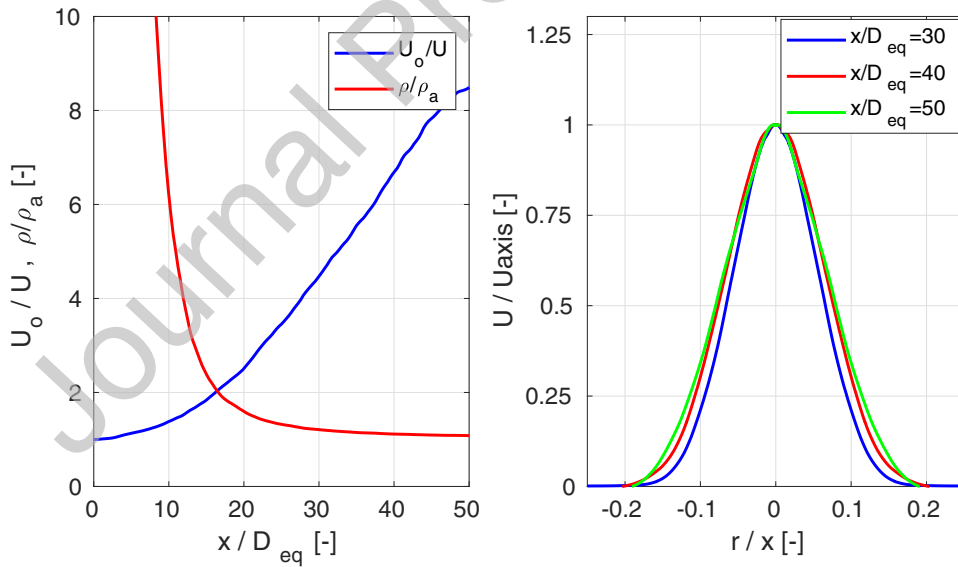 10
8
6
4
2
0
U_o / U , ρ/ρ_a [-]
0 10 20 30 40 50
x / D_eq [-]
U_o/U
ρ/ρ_a
Journal Pr
1.25
1
0.75
0.5
0.25
0
U / Uaxis [-]
-0.2 -0.1 0 0.1 0.2
r / x [-]
x/D_eq=30
x/D_eq=40
x/D_eq=50